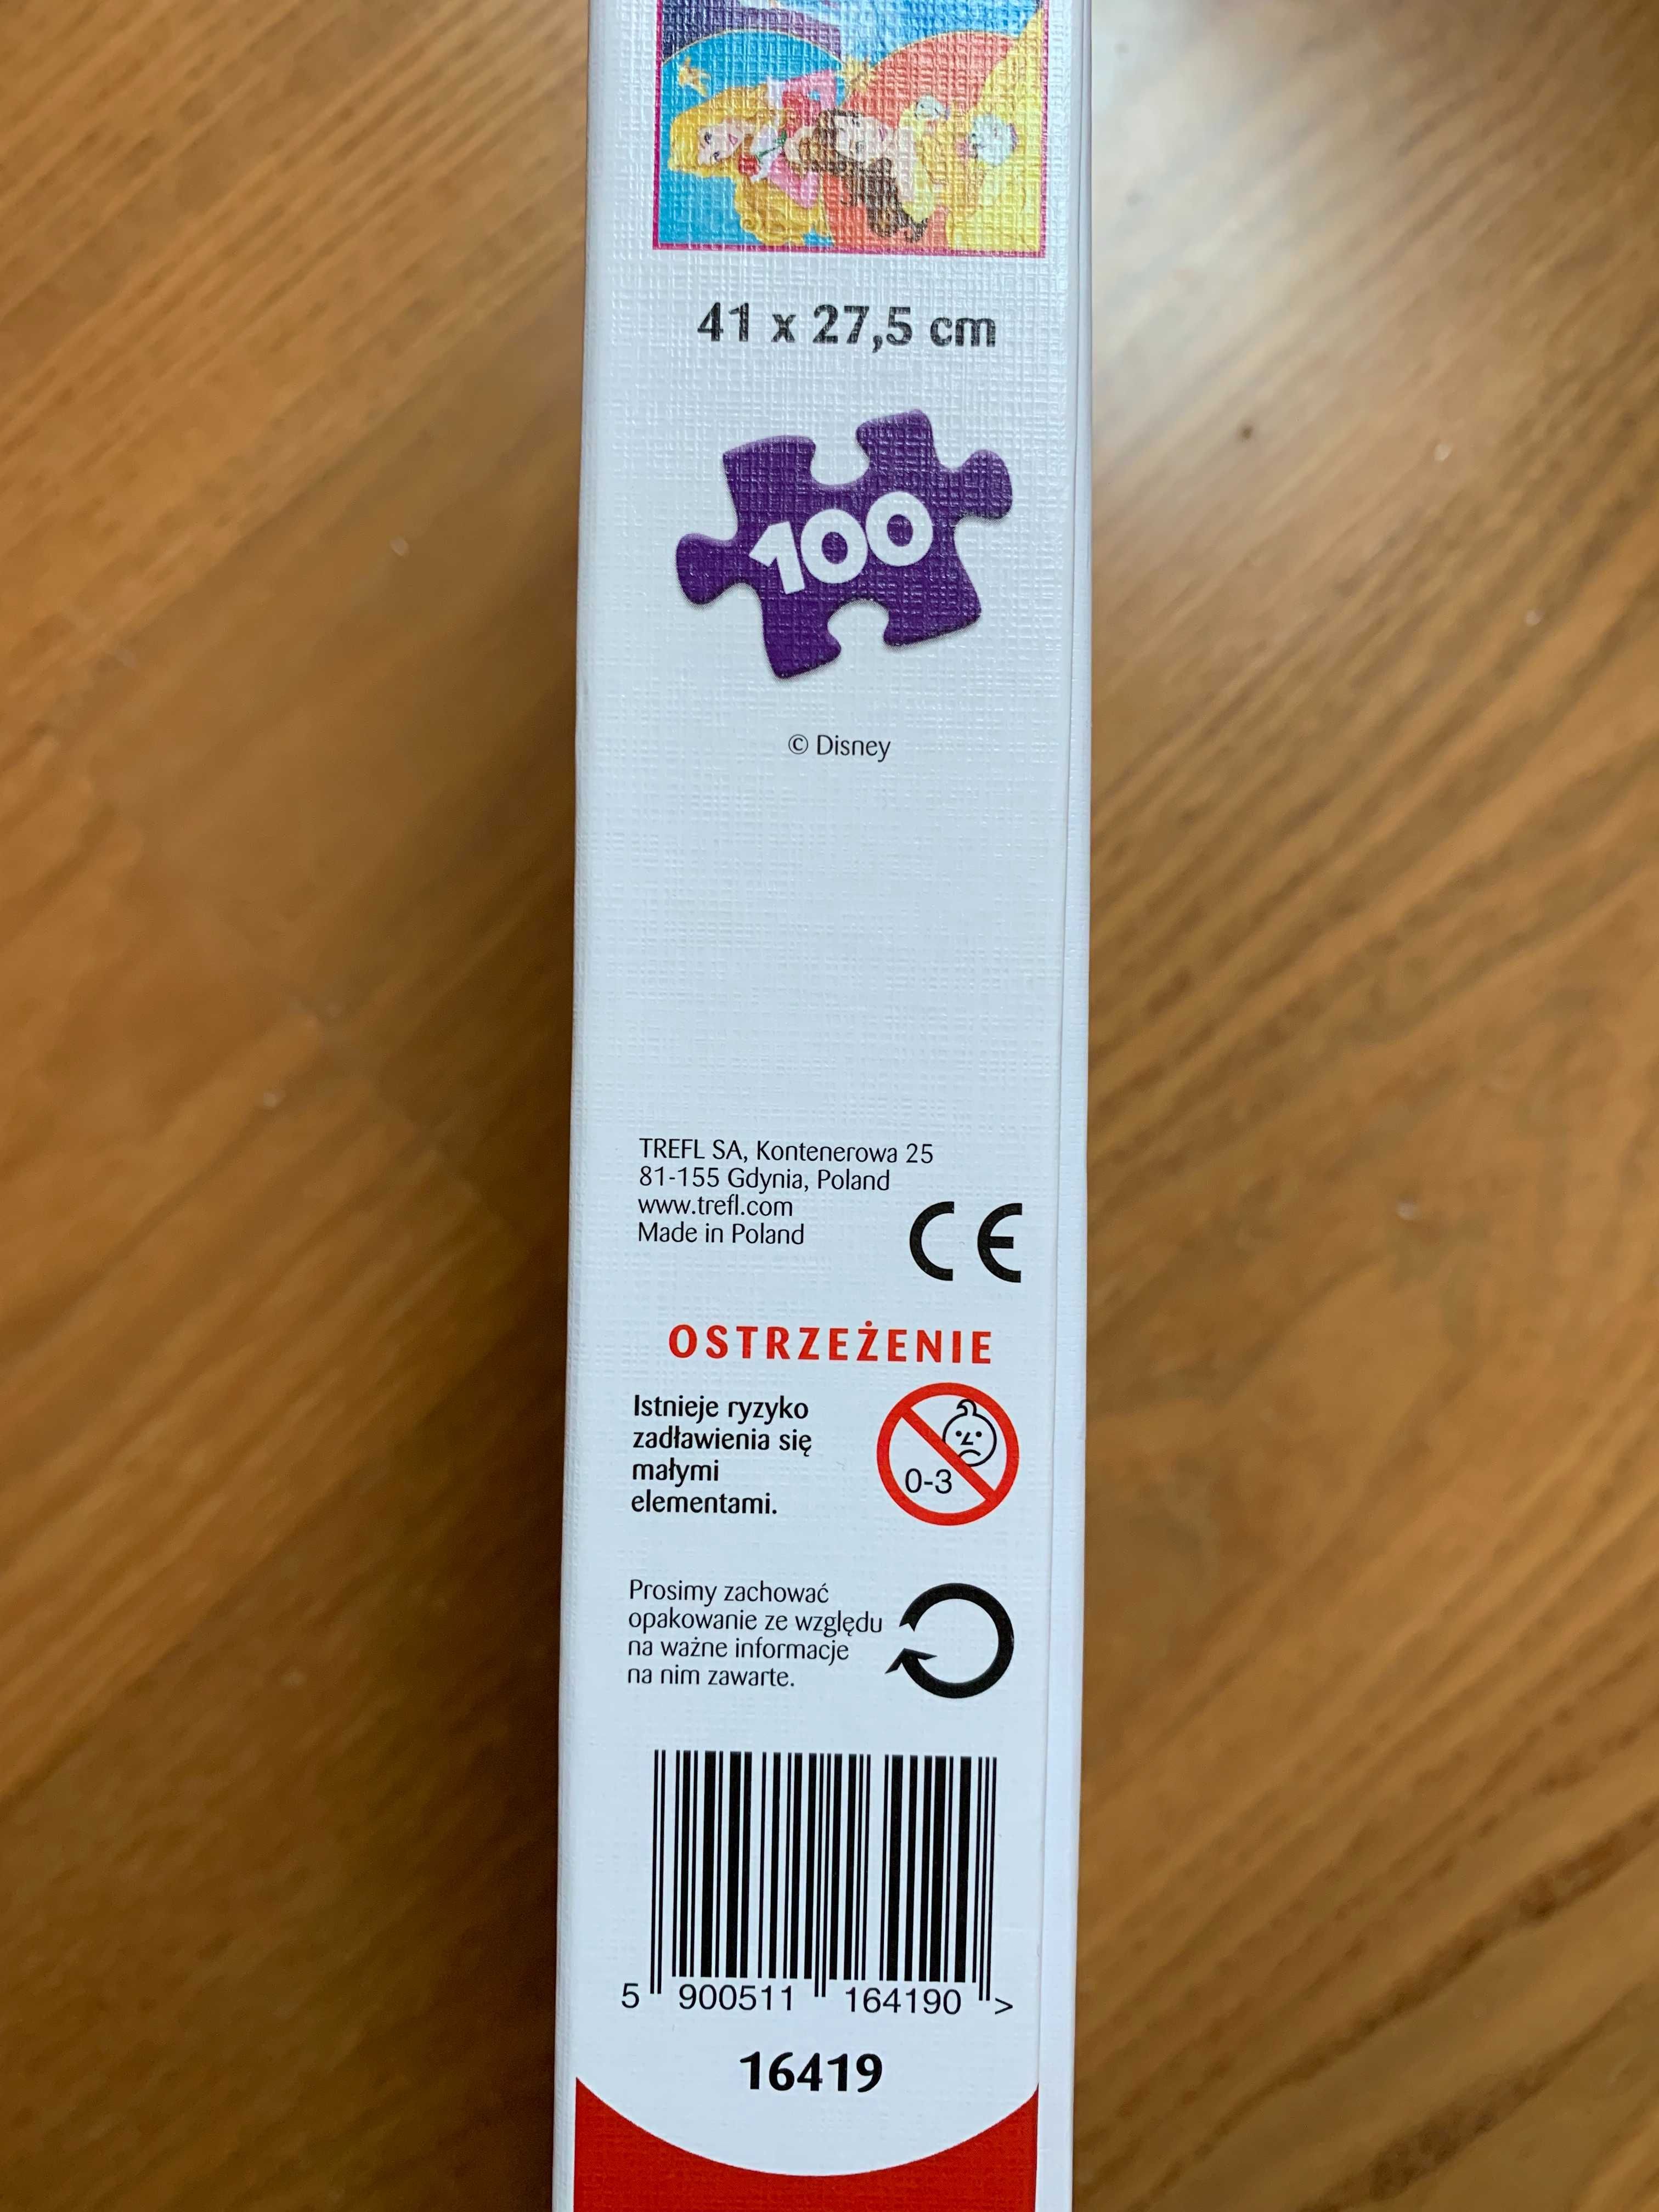 41 x 27,5 cm
100
© Disney
TREFL SA, Kontenerowa 25
81-155 Gdynia, Poland
www.trefl.com
Made in Poland
CE
OSTRZEŻENIE
Istnieje ryzyko
zadławienia się
małymi
elementami.
0-3
Prosimy zachować
opakowanie ze względu
na ważne informacje
na nim zawarte.
5 900511 164190 >
16419